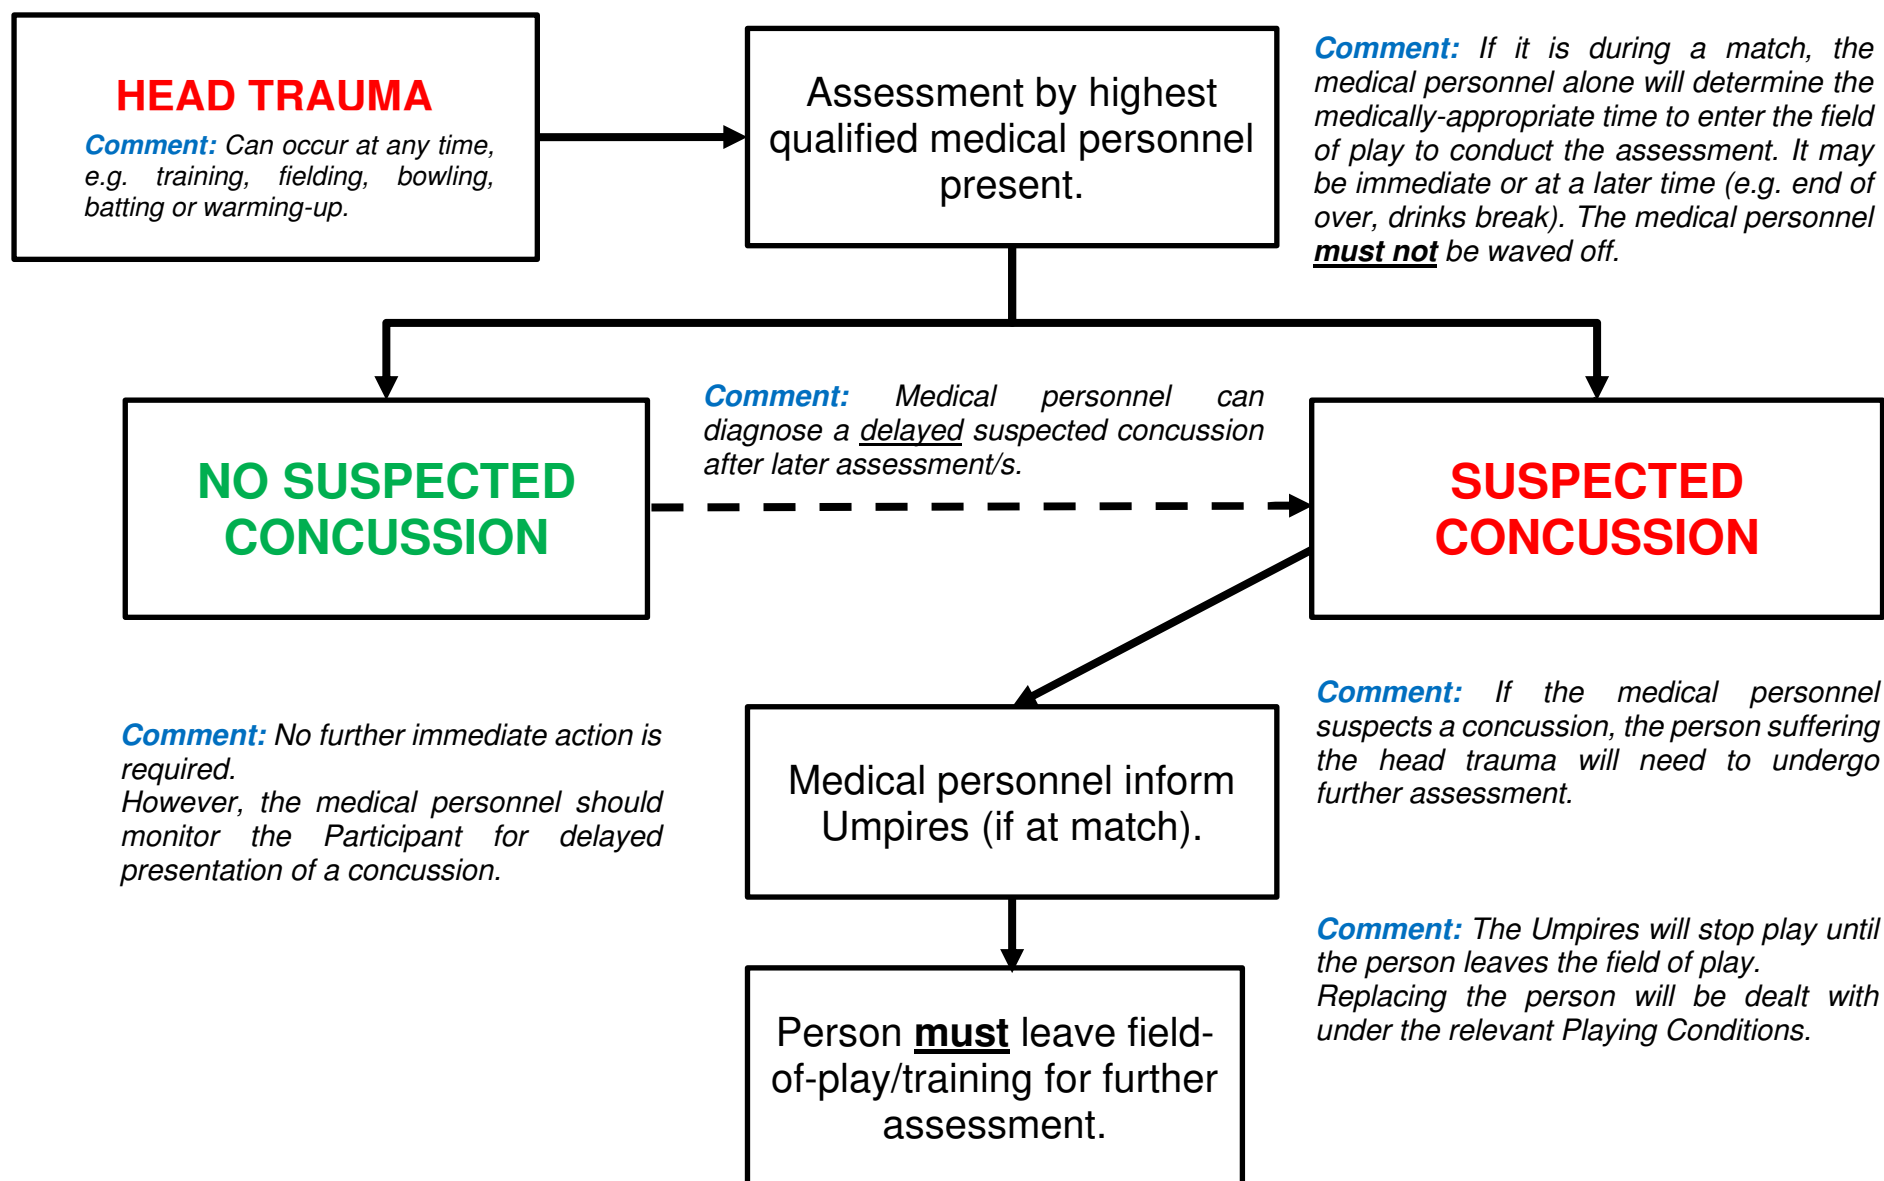 HEAD TRAUMA
Comment: Can occur at any time,
e.g. training, fielding, bowling,
batting or warming-up.
Assessment by highest
qualified medical personnel
present.
Comment: If it is during a match, the
medical personnel alone will determine the
medically-appropriate time to enter the field
of play to conduct the assessment. It may
be immediate or at a later time (e.g. end of
over, drinks break). The medical personnel
must not be waved off.
NO SUSPECTED
CONCUSSION
Comment: Medical personnel can
diagnose a delayed suspected concussion
after later assessment/s.
SUSPECTED
CONCUSSION
Comment: No further immediate action is
required.
However, the medical personnel should
monitor the Participant for delayed
presentation of a concussion.
Medical personnel inform
Umpires (if at match).
Comment: If the medical personnel
suspects a concussion, the person suffering
the head trauma will need to undergo
further assessment.
Comment: The Umpires will stop play until
the person leaves the field of play.
Replacing the person will be dealt with
under the relevant Playing Conditions.
Person must leave field-
of-play/training for further
assessment.